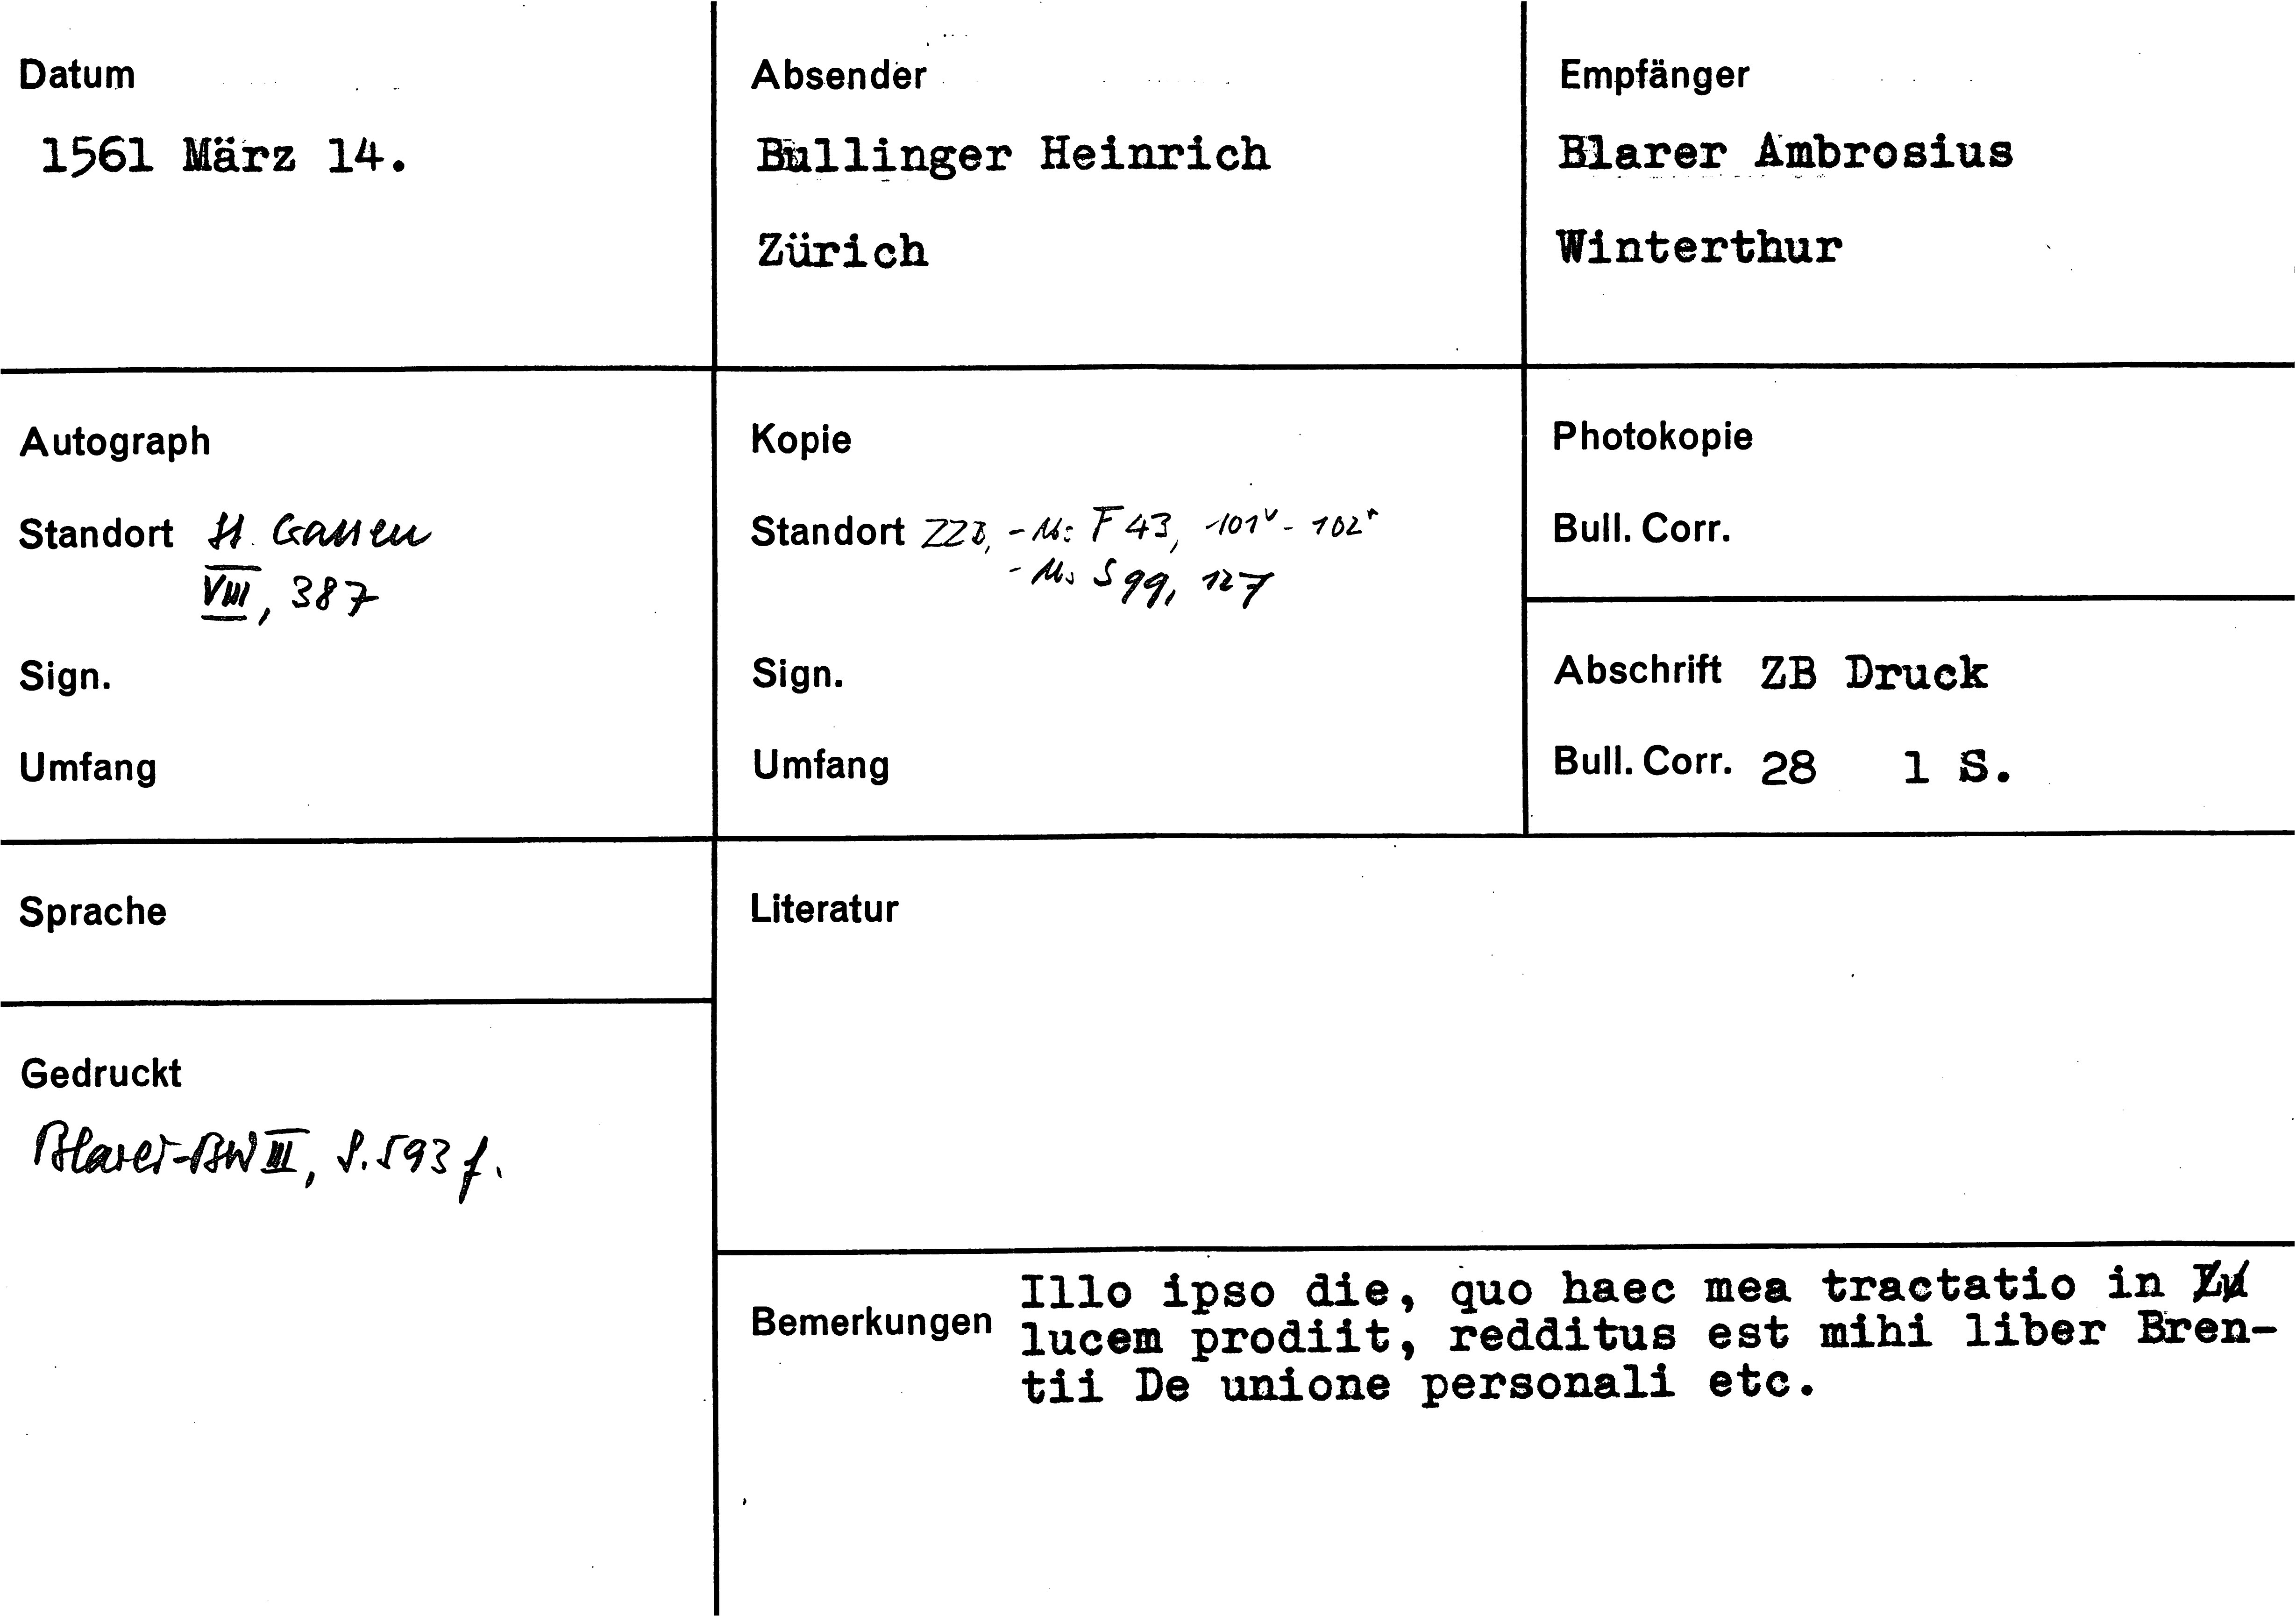 Datum
1561 März 14.
Absender
Bullinger Heinrich
Zürich
Empfänger
Blarer Ambrosius
Winterthur
Autograph
Standort St. Gallen
VIII, 387
Sign.
Umfang
Kopie
Standort ZZB, - Ms F 43, 101v - 102r
- Ms S 99, 127
Sign.
Umfang
Photokopie
Bull. Corr.
Abschrift ZB Druck
Bull. Corr. 28 1 S.
Sprache
Literatur
Gedruckt
Blarer-BW III, S. 593 f.
Bemerkungen
Illo ipso die, quo haec mea tractatio in
lucem prodiit, redditus est mihi liber Bren-
tii De unione personali etc.